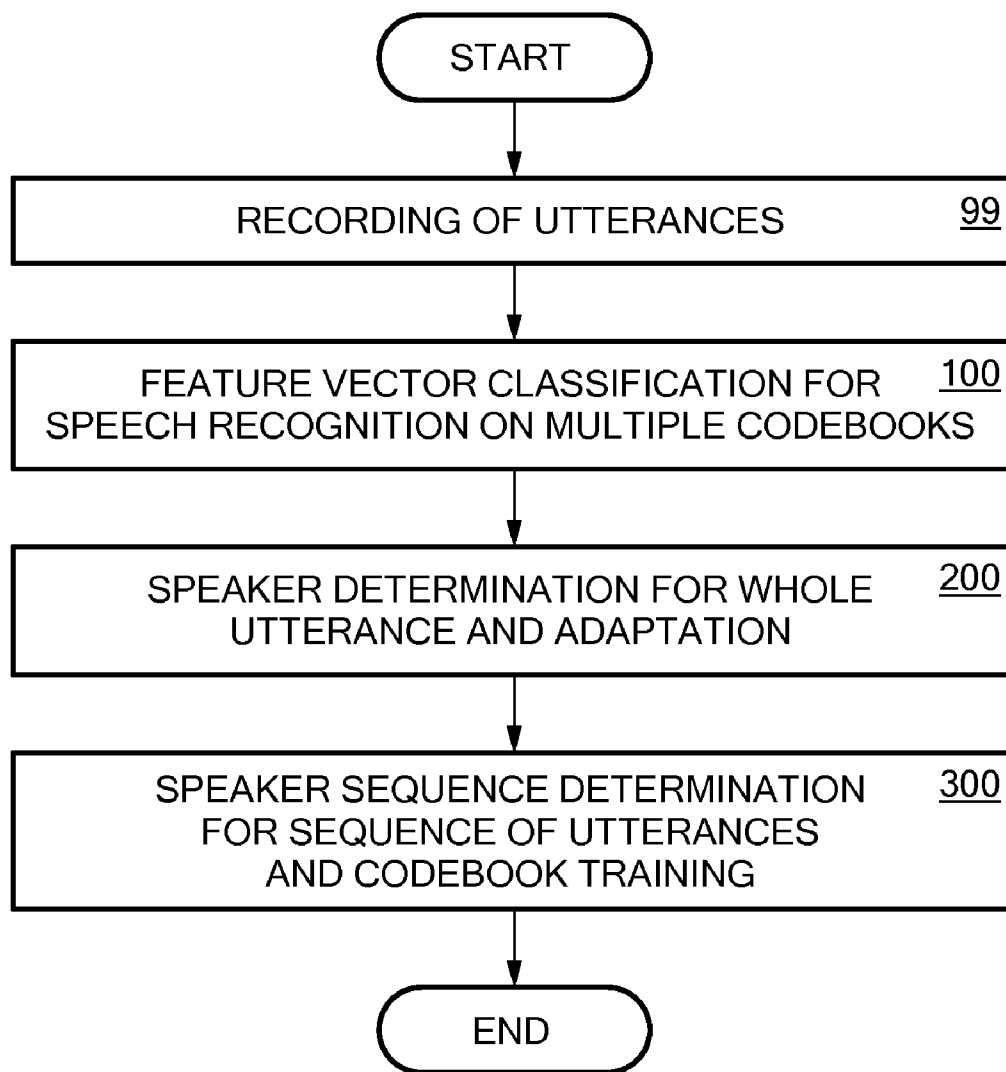 START
RECORDING OF UTTERANCES 99
FEATURE VECTOR CLASSIFICATION FOR 100
SPEECH RECOGNITION ON MULTIPLE CODEBOOKS
SPEAKER DETERMINATION FOR WHOLE 200
UTTERANCE AND ADAPTATION
SPEAKER SEQUENCE DETERMINATION 300
FOR SEQUENCE OF UTTERANCES
AND CODEBOOK TRAINING
END